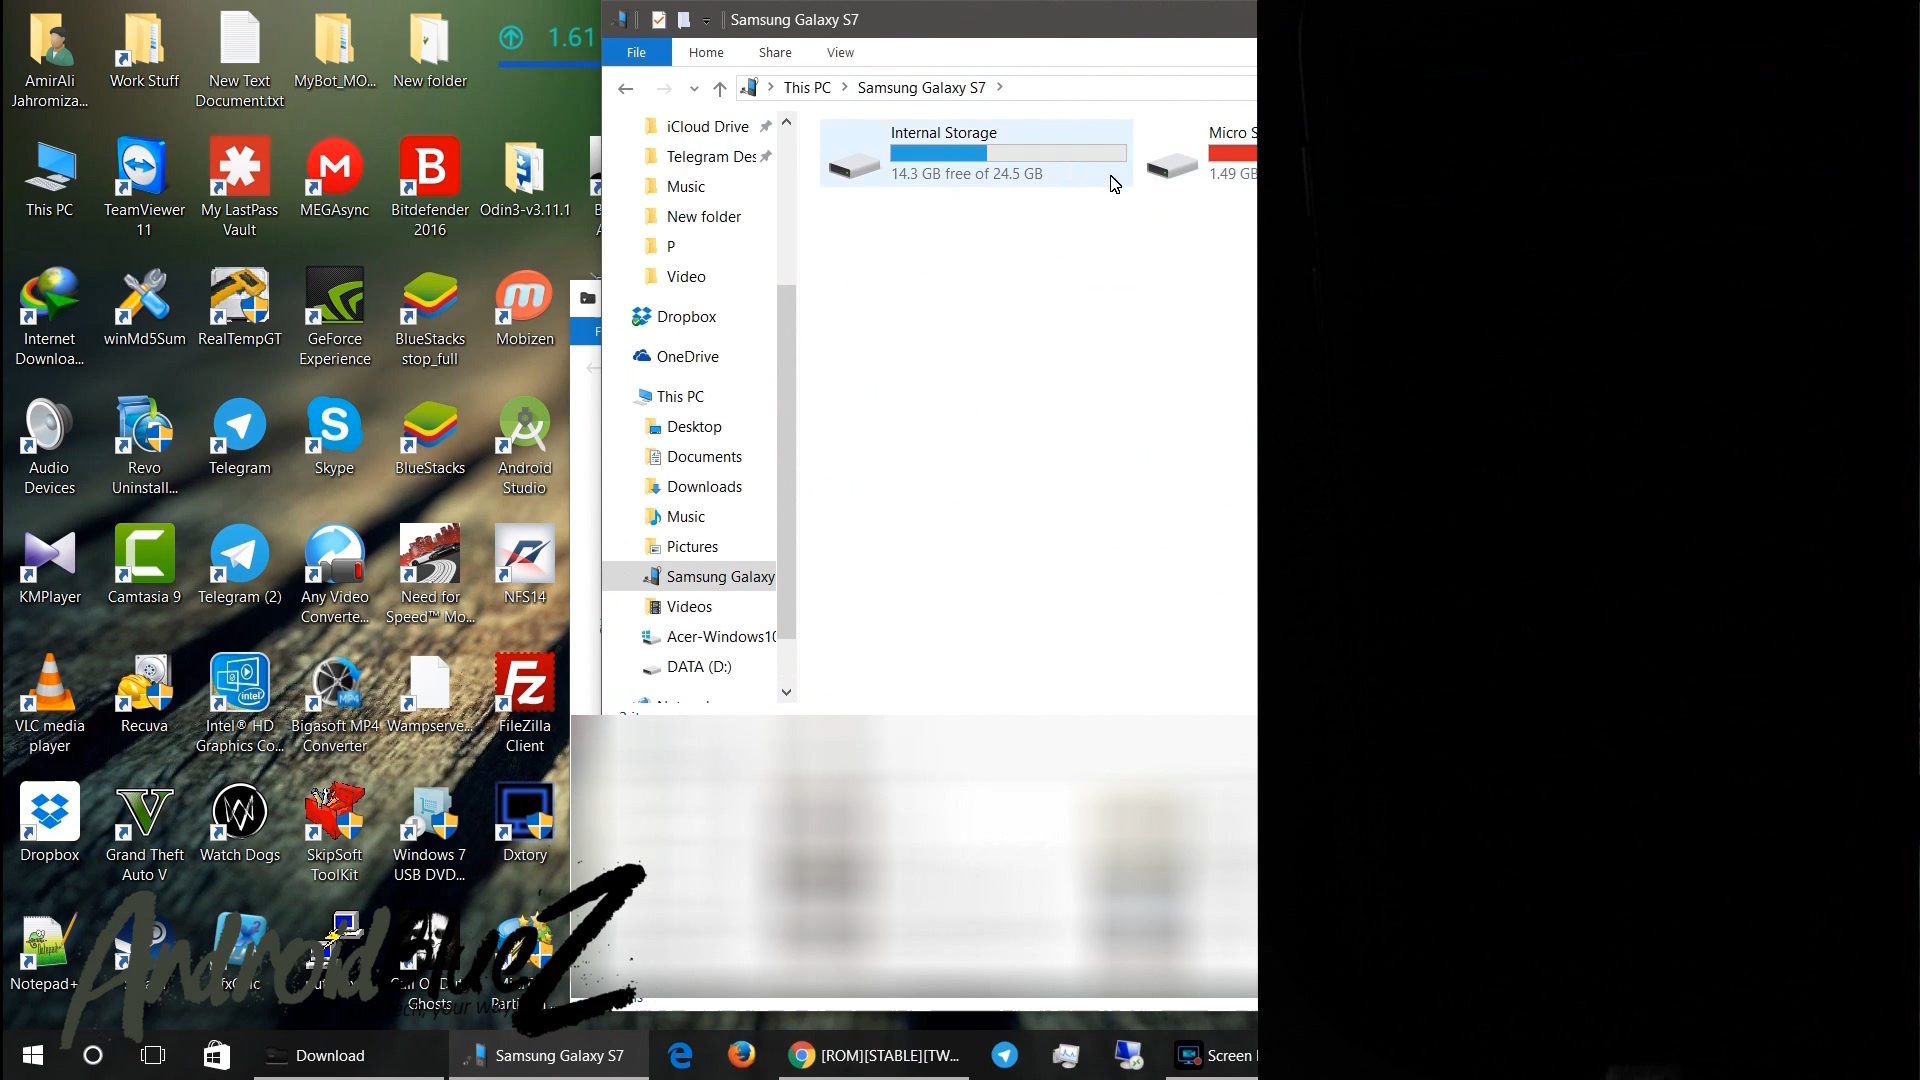 AmirAli
Jahromiza...
Work Stuff
New Text
Document.txt
MyBot_MO...
New folder
1.61
This PC
TeamViewer
11
My LastPass
Vault
MEGAsync
Bitdefender
2016
Odin3-v3.11.1
Internet
Downloa...
winMd5Sum
RealTempGT
GeForce
Experience
BlueStacks
stop_full
Mobizen
Audio
Devices
Revo
Uninstall...
Telegram
Skype
BlueStacks
Android
Studio
KMPlayer
Camtasia 9
Telegram (2)
Any Video
Converte...
Need for
Speed™ Mo...
NFS14
VLC media
player
Recuva
Intel® HD
Graphics Co...
Bigasoft MP4
Converter
Wampserve...
FileZilla
Client
Dropbox
Grand Theft
Auto V
Watch Dogs
SkipSoft
ToolKit
Windows 7
USB DVD...
Dxtory
Notepad+
Ghosts
Samsung Galaxy S7
File
Home
Share
View
This PC
Samsung Galaxy S7
iCloud Drive
Telegram Des
Music
New folder
P
Video
Dropbox
OneDrive
This PC
Desktop
Documents
Downloads
Music
Pictures
Samsung Galaxy
Videos
Acer-Windows10
DATA (D:)
Internal Storage
14.3 GB free of 24.5 GB
Micro S
1.49 GB
Download
Samsung Galaxy S7
[ROM][STABLE][TW...
Screen